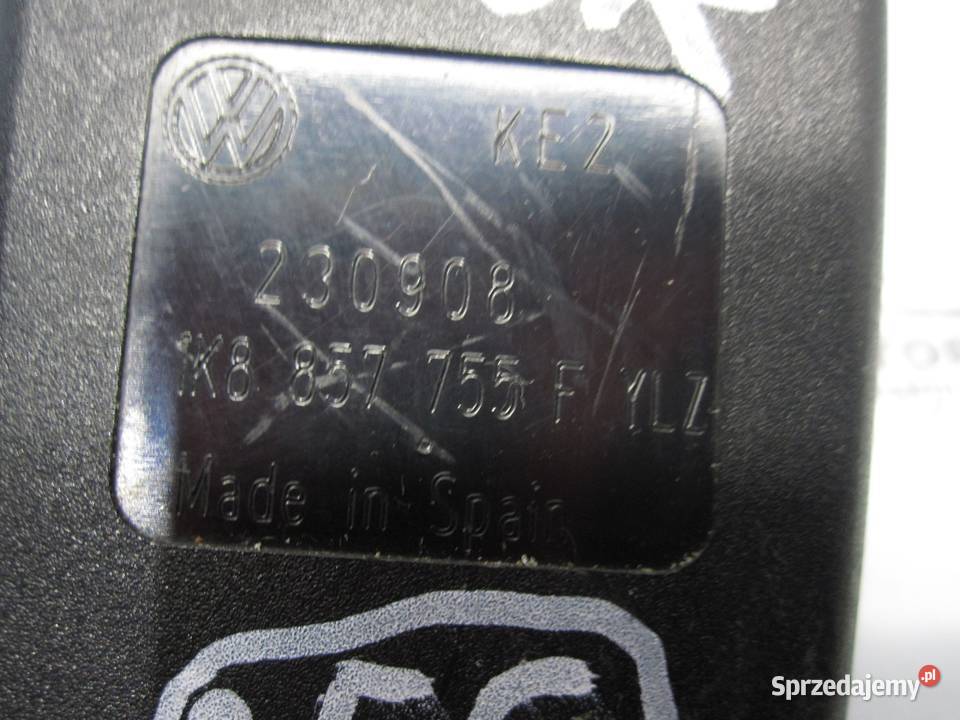 KE2
230908
1K8 857 755 F YLZ
Made in Spain
Sprzedajemy.pl